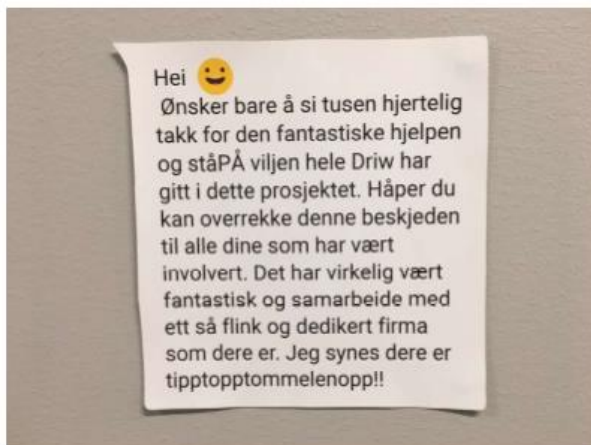 Hei 🙂
Ønsker bare å si tusen hjertelig
takk for den fantastiske hjelpen
og ståPÅ viljen hele Driw har
gitt i dette prosjektet. Håper du
kan overrekke denne beskjeden
til alle dine som har vært
involvert. Det har virkelig vært
fantastisk og samarbeide med
ett så flink og dedikert firma
som dere er. Jeg synes dere er
tipptopptommelenopp!!